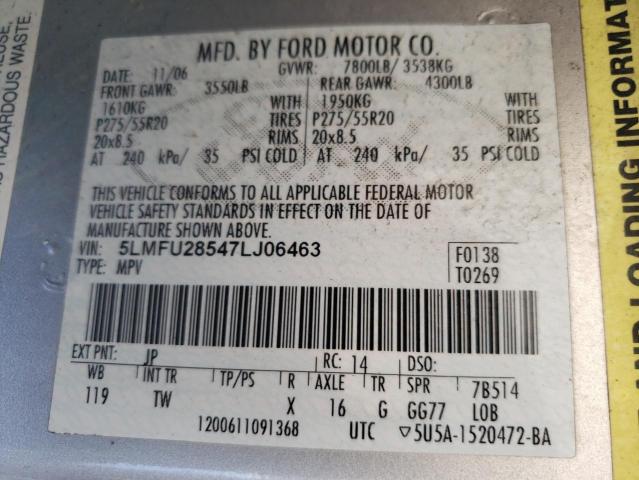 REUSE,
HAZARDOUS WASTE.
MFD. BY FORD MOTOR CO.
DATE: 11/06 GVWR: 7800LB/ 3538KG
FRONT GAWR: 3550LB REAR GAWR: 4300LB
1610KG WITH 1950KG WITH
P275/55R20 TIRES P275/55R20 TIRES
20x8.5 RIMS 20x8.5 RIMS
AT 240 kPa/ 35 PSI COLD AT 240 kPa/ 35 PSI COLD
THIS VEHICLE CONFORMS TO ALL APPLICABLE FEDERAL MOTOR
VEHICLE SAFETY STANDARDS IN EFFECT ON THE DATE OF
MANUFACTURE SHOWN ABOVE.
VIN: 5LMFU28547LJ06463 F0138
TYPE: MPV T0269
EXT PNT: JP RC: 14 DSO:
WB INT TR TP/PS R AXLE TR SPR 7B514
119 TW X 16 G GG77 LOB
1200611091368 UTC ▽5U5A-1520472-BA
AND LOADING INFORMAT